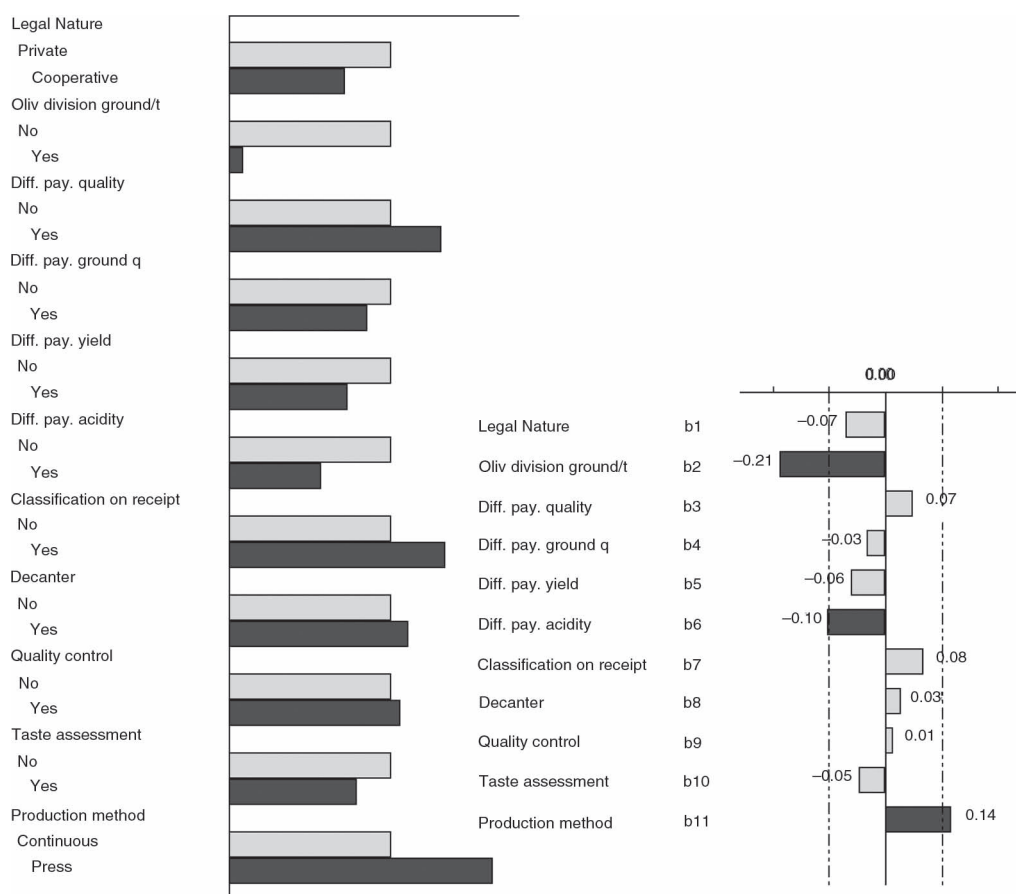 Legal Nature
Private
Cooperative
Oliv division ground/t
No
Yes
Diff. pay. quality
No
Yes
Diff. pay. ground q
No
Yes
Diff. pay. yield
No
Yes
Diff. pay. acidity
No
Yes
Classification on receipt
No
Yes
Decanter
No
Yes
Quality control
No
Yes
Taste assessment
No
Yes
Production method
Continuous
Press
0.00
Legal Nature b1 −0.07
Oliv division ground/t b2 −0.21
Diff. pay. quality b3 0.07
Diff. pay. ground q b4 −0.03
Diff. pay. yield b5 −0.06
Diff. pay. acidity b6 −0.10
Classification on receipt b7 0.08
Decanter b8 0.03
Quality control b9 0.01
Taste assessment b10 −0.05
Production method b11 0.14